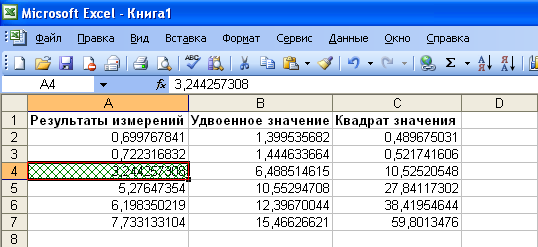 Microsoft Excel - Книга1
Файл Правка Вид Вставка Формат Сервис Данные Окно Справка
A4 fx 3,244257308
A B C D
1 Результаты измерений Удвоенное значение Квадрат значения
2 0,699767841 1,399535682 0,489675031
3 0,722316832 1,444633664 0,521741606
4 3,244257308 6,488514615 10,52520548
5 5,27647354 10,55294708 27,84117302
6 6,198350219 12,39670044 38,41954644
7 7,733133104 15,46626621 59,8013476
8